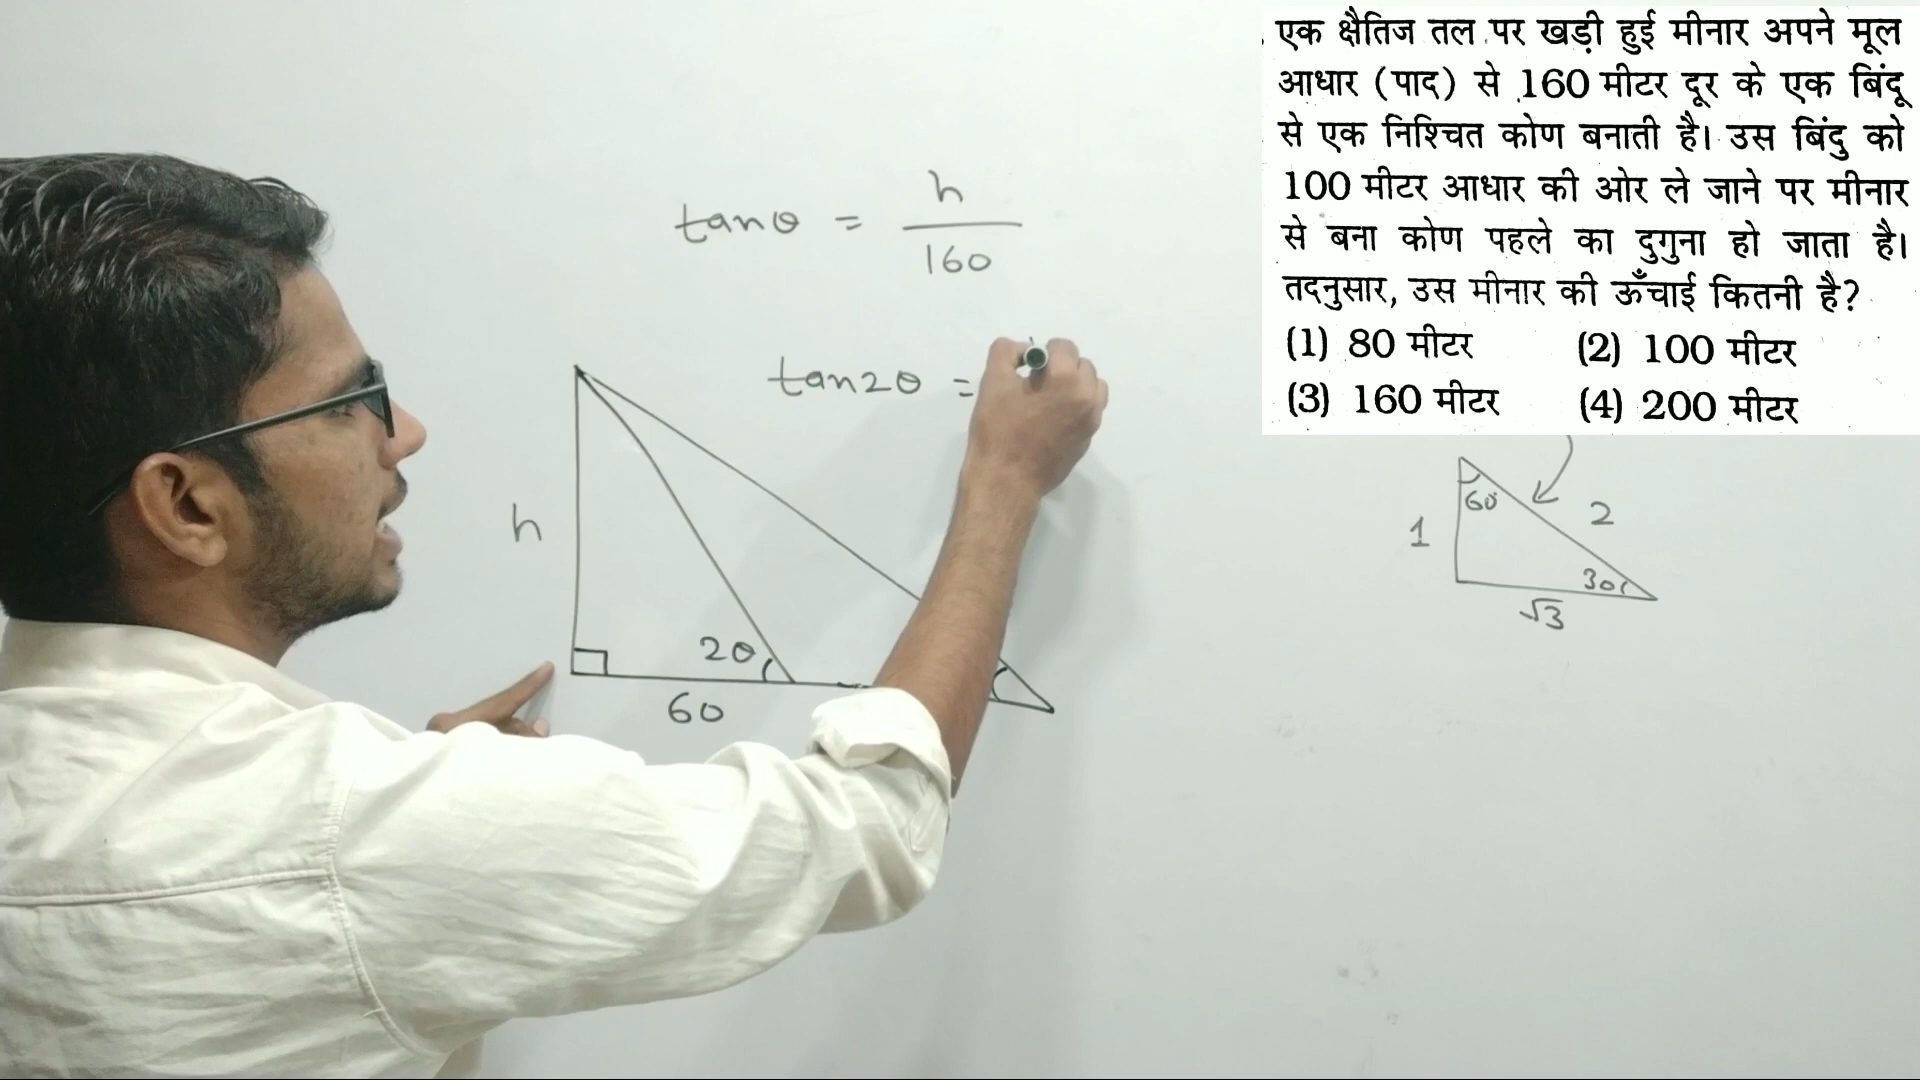 एक क्षैतिज तल पर खड़ी हुई मीनार अपने मूल
आधार (पाद) से 160 मीटर दूर के एक बिंदू
से एक निश्चित कोण बनाती है। उस बिंदु को
100 मीटर आधार की ओर ले जाने पर मीनार
से बना कोण पहले का दुगुना हो जाता है।
तदनुसार, उस मीनार की ऊँचाई कितनी है?
(1) 80 मीटर (2) 100 मीटर
(3) 160 मीटर (4) 200 मीटर
tanθ = h
160
tan2θ =
h
2θ
60
60°
1
2
30
√3